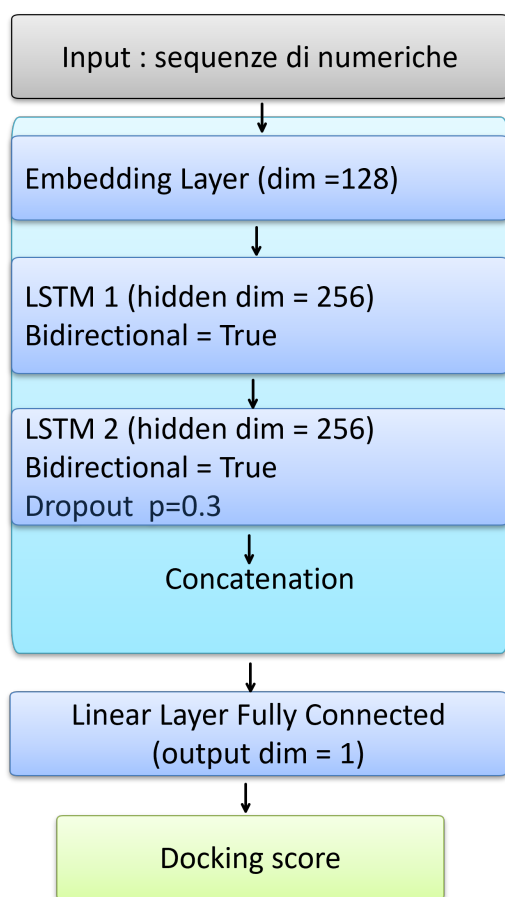 Input : sequenze di numeriche
Embedding Layer (dim =128)
LSTM 1 (hidden dim = 256)
Bidirectional = True
LSTM 2 (hidden dim = 256)
Bidirectional = True
Dropout  p=0.3
Concatenation
Linear Layer Fully Connected
(output dim = 1)
Docking score